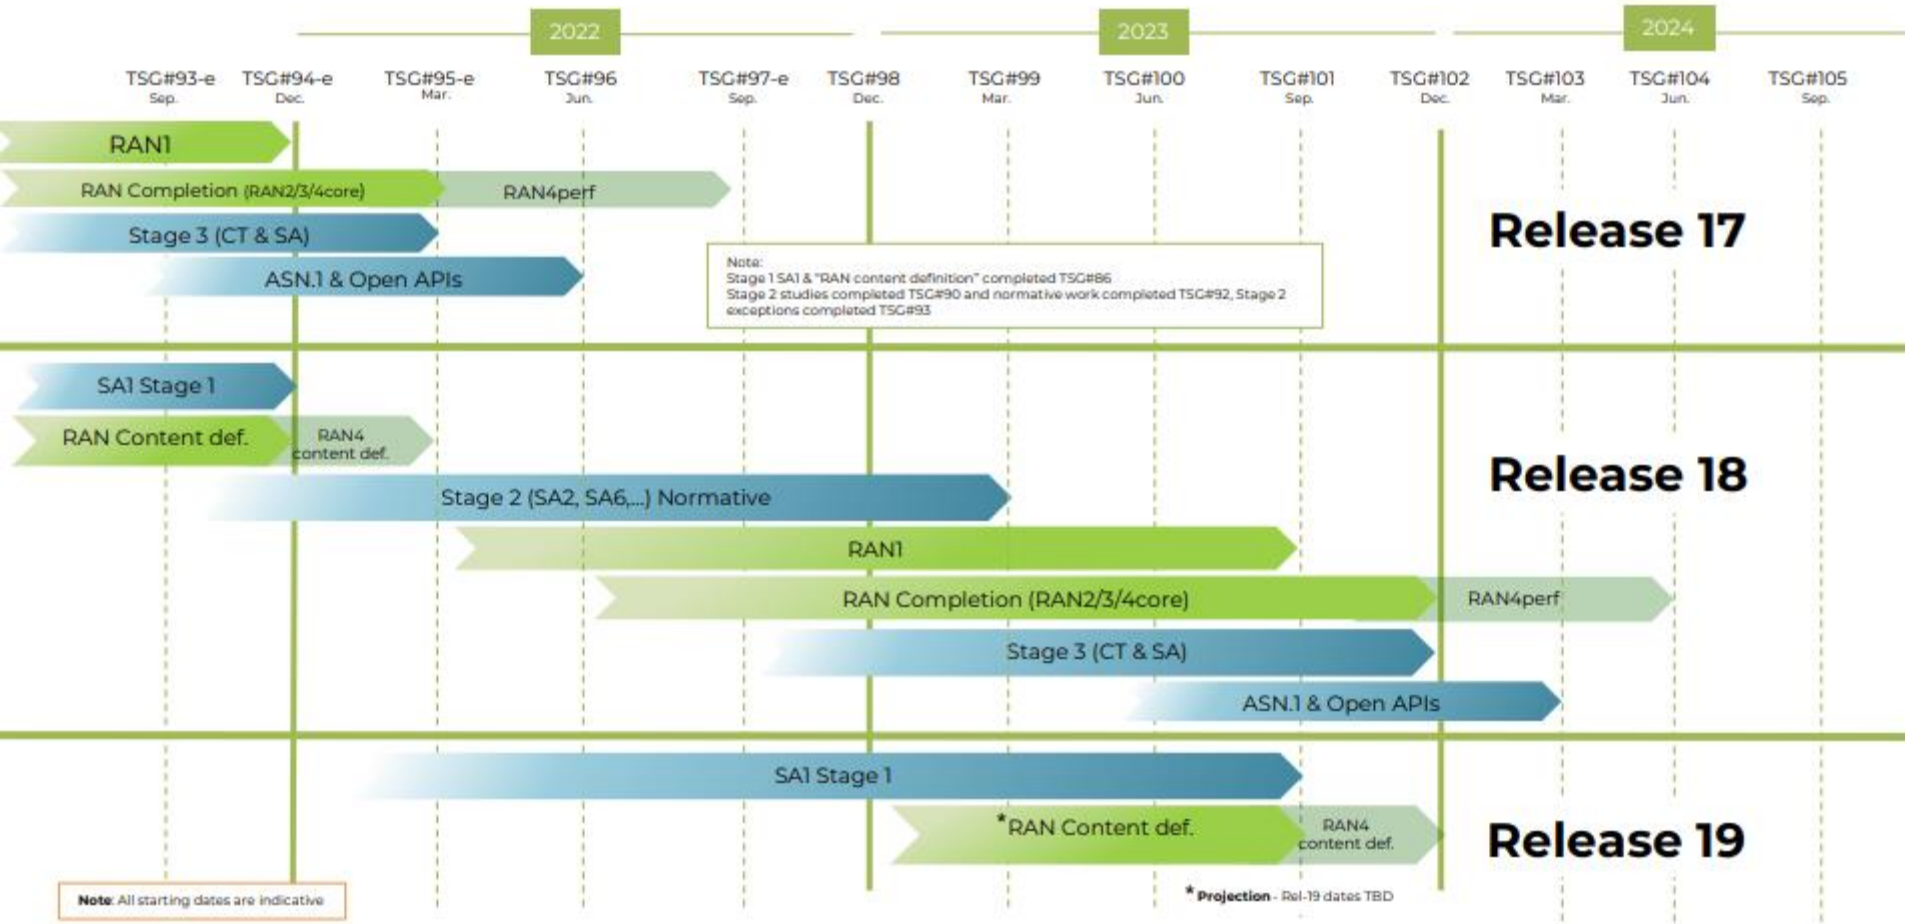 2022
2023
2024
TSG#93-e
TSG#94-e
TSG#95-e
TSG#96
TSG#97-e
TSG#98
TSG#99
TSG#100
TSG#101
TSG#102
TSG#103
TSG#104
TSG#105
Sep.
Dec.
Mar.
Jun.
Sep.
Dec.
Mar.
Jun.
Sep.
Dec.
Mar.
Jun.
Sep.
RAN1
RAN Completion (RAN2/3/4core)
RAN4perf
Stage 3 (CT & SA)
ASN.1 & Open APIs
Release 17
Note:
Stage 1 SA1 & "RAN content definition" completed TSG#86
Stage 2 studies completed TSG#90 and normative work completed TSG#92, Stage 2
exceptions completed TSG#93
SA1 Stage 1
RAN Content def.
RAN4
content def.
Stage 2 (SA2, SA6,...) Normative
Release 18
RAN1
RAN Completion (RAN2/3/4core)
RAN4perf
Stage 3 (CT & SA)
ASN.1 & Open APIs
SA1 Stage 1
*RAN Content def.
RAN4
content def.
Release 19
Note: All starting dates are indicative
* Projection - Rel-19 dates TBD